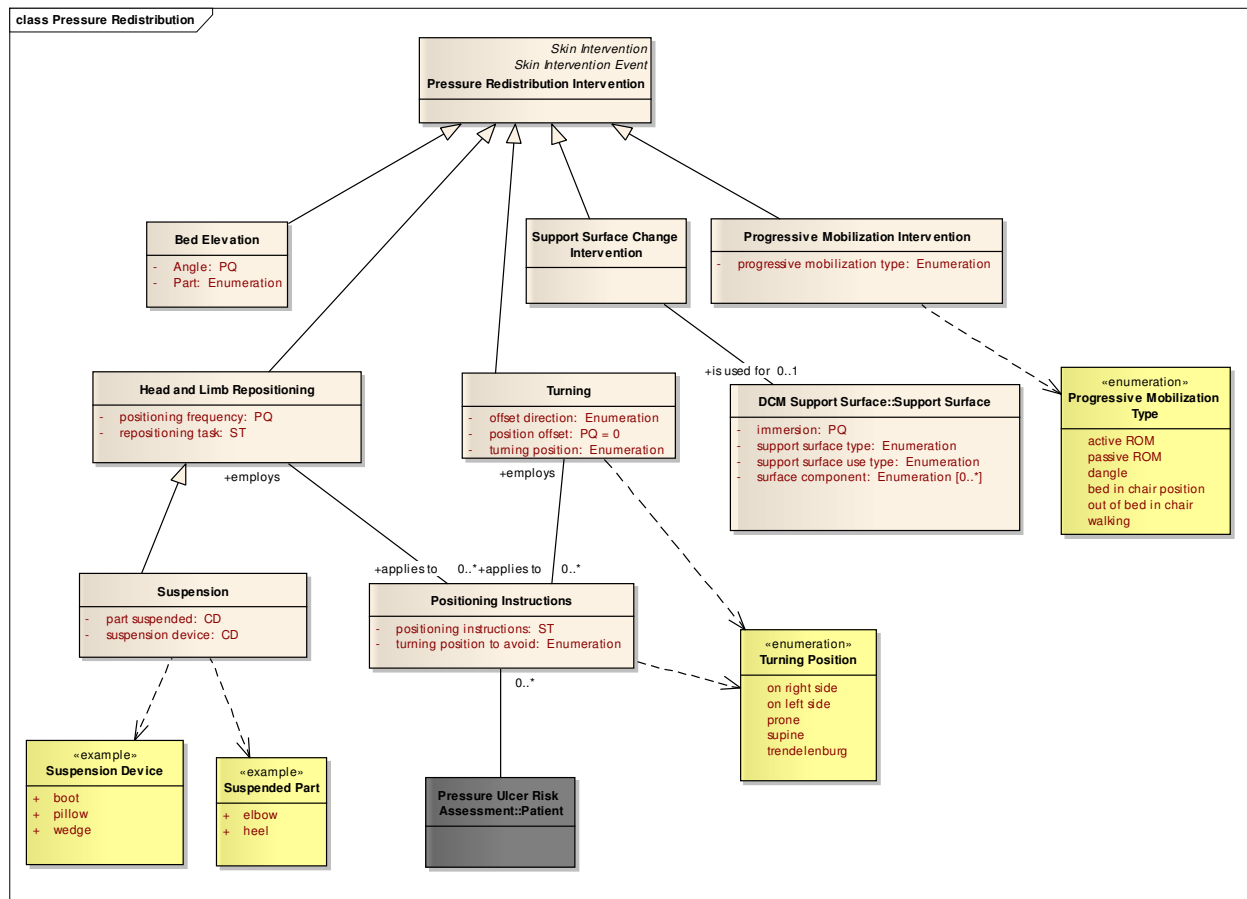 class Pressure Redistribution
Skin Intervention
Skin Intervention Event
Pressure Redistribution Intervention
Bed Elevation
- Angle: PQ
- Part: Enumeration
Support Surface Change
Intervention
Progressive Mobilization Intervention
- progressive mobilization type: Enumeration
Head and Limb Repositioning
- positioning frequency: PQ
- repositioning task: ST
Turning
- offset direction: Enumeration
- position offset: PQ = 0
- turning position: Enumeration
+is used for 0..1
DCM Support Surface::Support Surface
- immersion: PQ
- support surface type: Enumeration
- support surface use type: Enumeration
- surface component: Enumeration [0..*]
«enumeration»
Progressive Mobilization
Type
active ROM
passive ROM
dangle
bed in chair position
out of bed in chair
walking
+employs
+employs
+applies to
0..*
+applies to
0..*
Suspension
- part suspended: CD
- suspension device: CD
Positioning Instructions
- positioning instructions: ST
- turning position to avoid: Enumeration
0..*
«enumeration»
Turning Position
on right side
on left side
prone
supine
trendelenburg
«example»
Suspension Device
+ boot
+ pillow
+ wedge
«example»
Suspended Part
+ elbow
+ heel
Pressure Ulcer Risk
Assessment::Patient